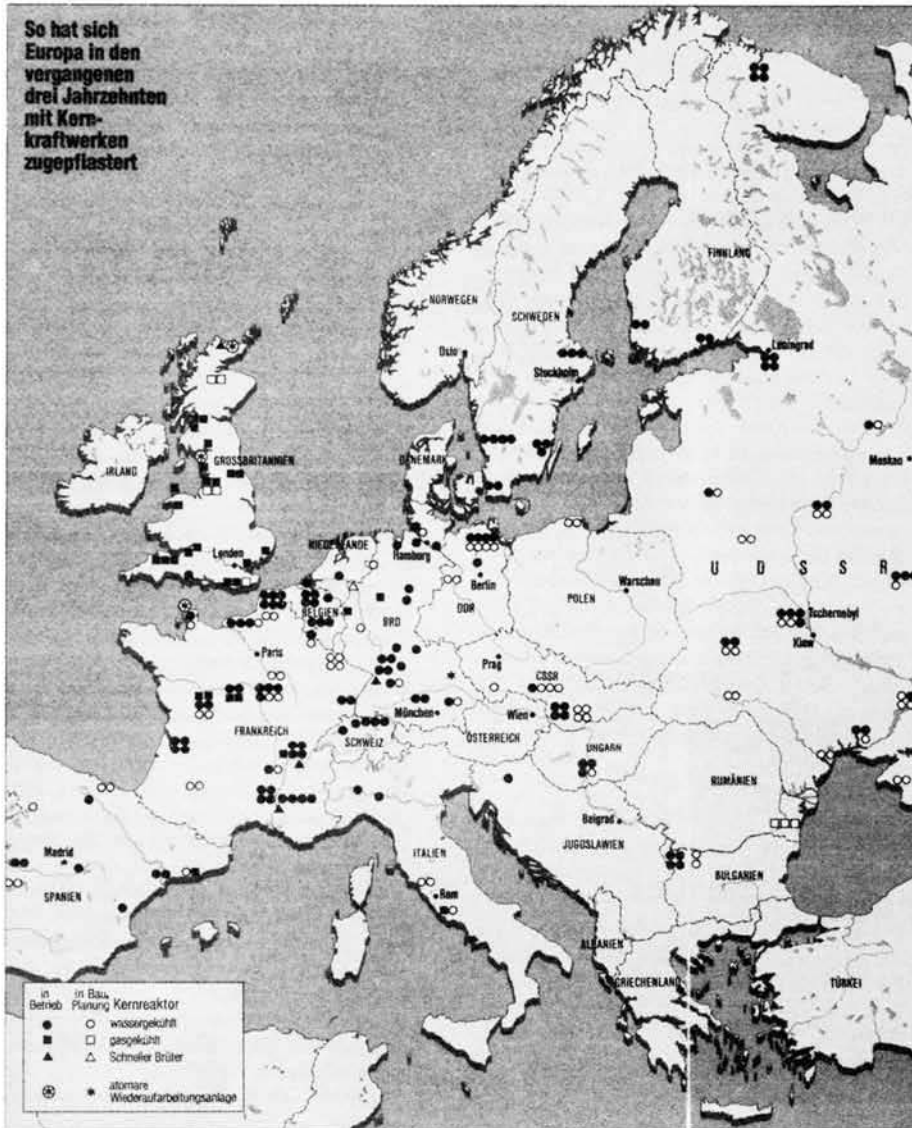 So hat sich
Europa in den
vergangenen
drei Jahrzehnten
mit Kern-
kraftwerken
zugepflastert
FINNLAND
NORWEGEN
SCHWEDEN
Oslo
Leningrad
Stockholm
Moskau
IRLAND
GROSSBRITANNIEN
DÄNEMARK
NIEDERLANDE
Hamburg
London
Berlin
Warschau
U D S S R
BELGIEN
BRD
DDR
POLEN
Tschernobyl
Kiew
Paris
Prag
CSSR
München
Wien
FRANKREICH
SCHWEIZ
ÖSTERREICH
UNGARN
RUMÄNIEN
Belgrad
Madrid
ITALIEN
JUGOSLAWIEN
SPANIEN
Rom
BULGARIEN
ALBANIEN
GRIECHENLAND
TÜRKEI
in Betrieb
in Bau, Planung
Kernreaktor
wassergekühlt
gasgekühlt
Schneller Brüter
atomare
Wiederaufarbeitungsanlage